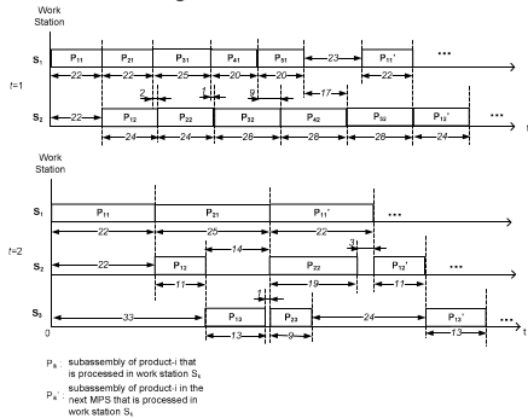 Work
Station
S₁ P₁₁ P₂₁ P₃₁ P₄₁ P₅₁ 23 P₁₁' ...
22 22 25 20 20 22
t=1
2 1 9 17
S₂ 22 P₁₂ P₂₂ P₃₂ P₄₂ P₅₂ P₁₂' ...
24 24 28 28 28 24 t
Work
Station
S₁ P₁₁ P₂₁ P₁₁' ...
22 25 22
t=2
14 3
S₂ 22 P₁₂ P₂₂ P₁₂' ...
11 19 11
1
S₃ 33 P₁₃ P₂₃ 24 P₁₃' ...
0 13 9 13 t
subassembly of product-i that
is processed in work station Sₖ
subassembly of product-i in the
next MPS that is processed in
work station Sₖ